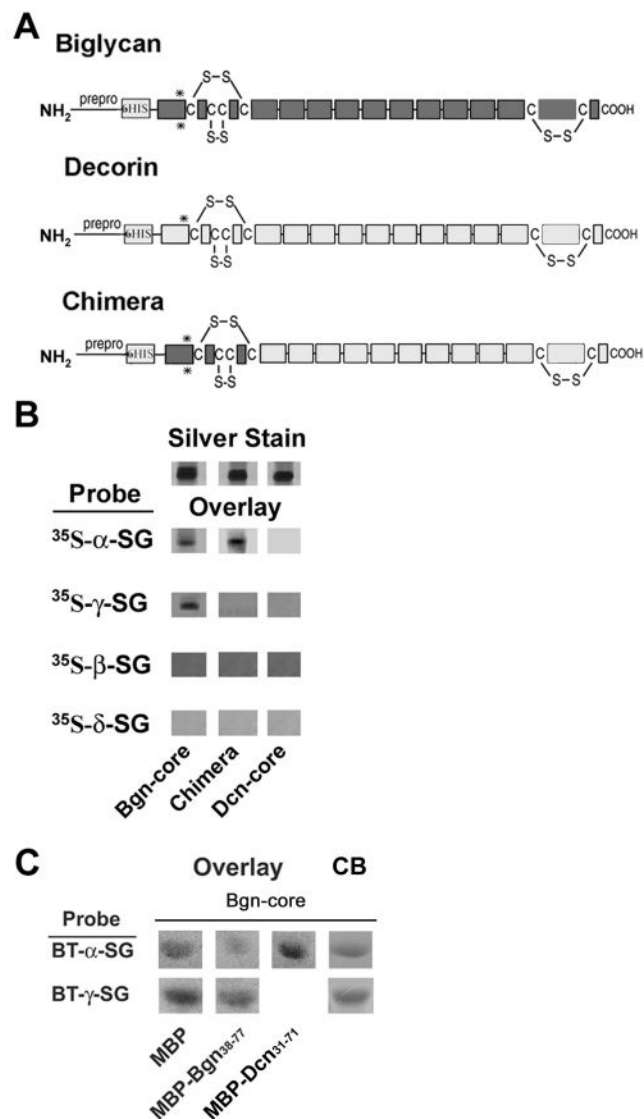 A
Biglycan
NH2 prepro 6HIS * * C S–S C C S-S C C S–S C COOH
Decorin
NH2 prepro 6HIS * C S–S C C S-S C C S–S C COOH
Chimera
NH2 prepro 6HIS * * C S–S C C S-S C C S–S C COOH
B
Silver Stain
Probe
Overlay
³⁵S-α-SG
³⁵S-γ-SG
³⁵S-β-SG
³⁵S-δ-SG
Bgn-core Chimera Dcn-core
C
Overlay CB
Bgn-core
Probe
BT-α-SG
BT-γ-SG
MBP MBP-Bgn38-77 MBP-Dcn31-71